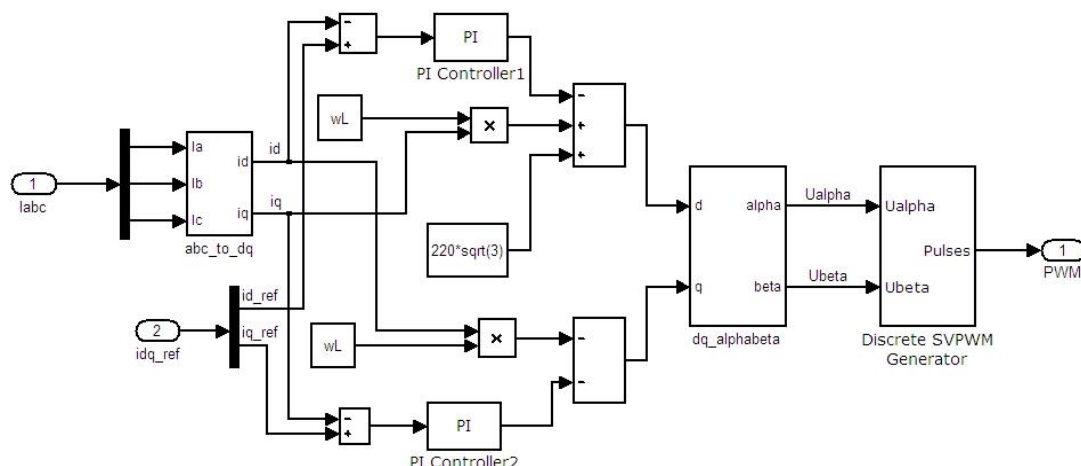 -
+
PI
PI Controller1
wL
×
-
+
+
1
Iabc
Ia
Ib
Ic
id
iq
abc_to_dq
id
iq
220*sqrt(3)
d
q
alpha
beta
dq_alphabeta
Ualpha
Ubeta
Ualpha
Ubeta
Pulses
Discrete SVPWM
Generator
1
PWM
2
idq_ref
id_ref
iq_ref
wL
×
-
-
-
+
PI
PI Controller2